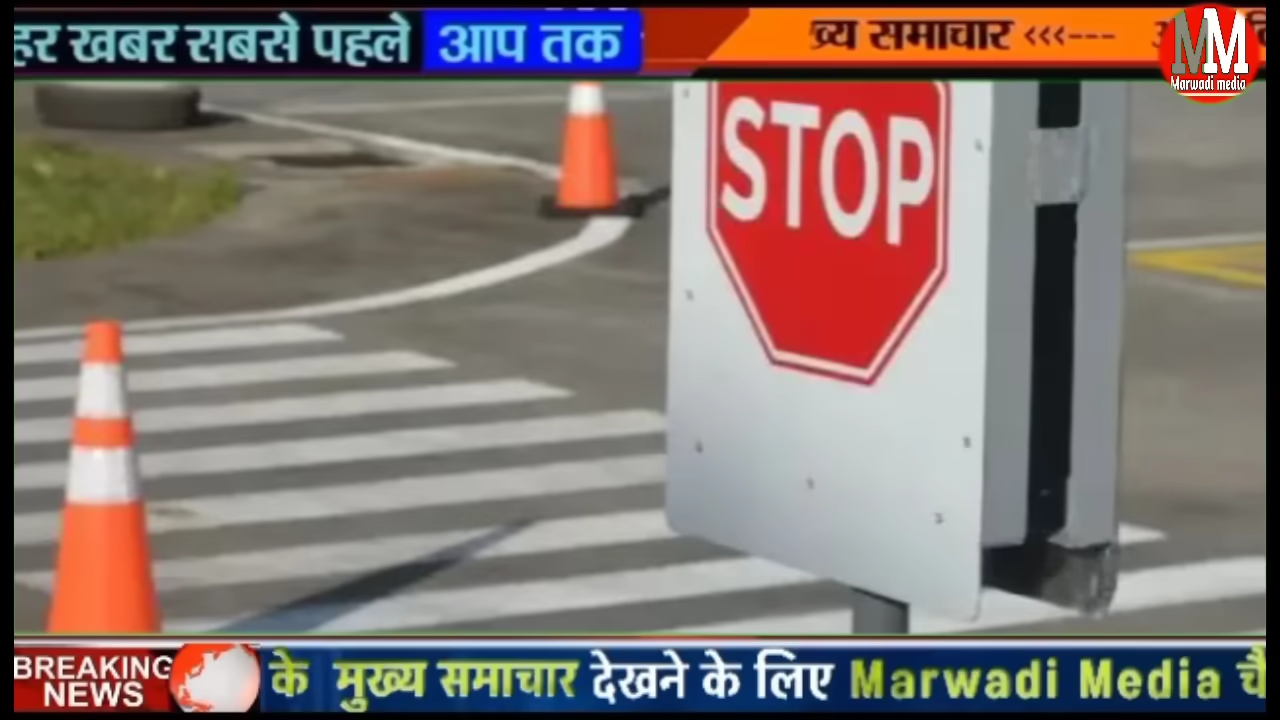 हर खबर सबसे पहले आप तक
समाचार <<<---
MM
Marwadi media
STOP
BREAKING
NEWS
के मुख्य समाचार देखने के लिए Marwadi Media